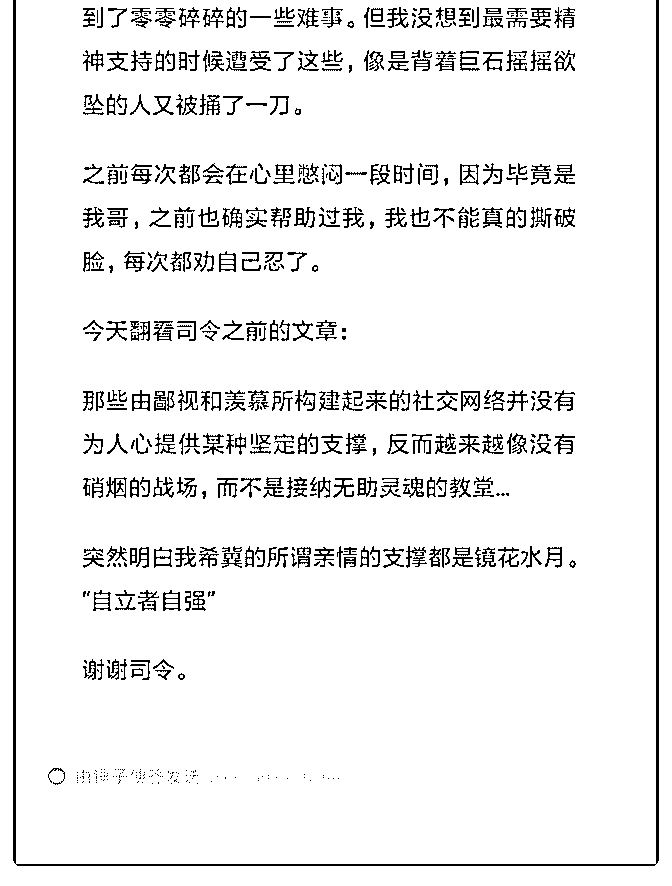 到了零零碎碎的一些难事。但我没想到最需要精
神支持的时候遭受了这些，像是背着巨石摇摇欲
坠的人又被捅了一刀。
之前每次都会在心里憋闷一段时间，因为毕竟是
我哥，之前也确实帮助过我，我也不能真的撕破
脸，每次都劝自己忍了。
今天翻看司令之前的文章：
那些由鄙视和羡慕所构建起来的社交网络并没有
为人心提供某种坚定的支撑，反而越来越像没有
硝烟的战场，而不是接纳无助灵魂的教堂...
突然明白我希冀的所谓亲情的支撑都是镜花水月。
“自立者自强”
谢谢司令。
由锤子便签发送